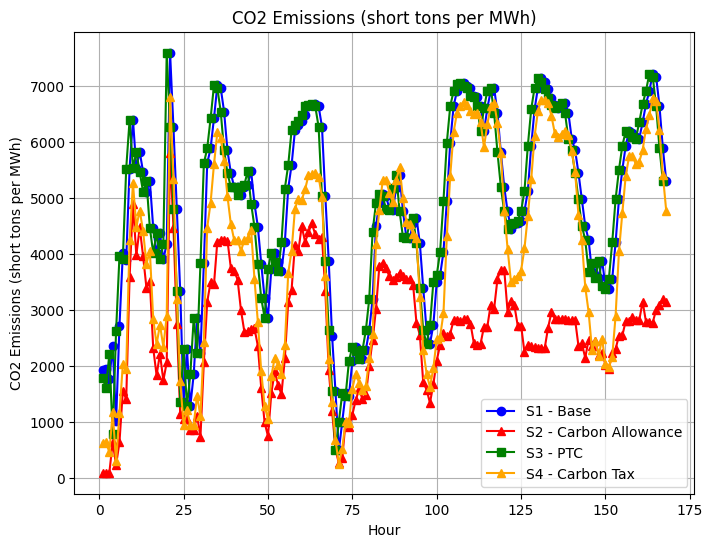 CO2 Emissions (short tons per MWh)
CO2 Emissions (short tons per MWh)
7000
6000
5000
4000
3000
2000
1000
0
S1 - Base
S2 - Carbon Allowance
S3 - PTC
S4 - Carbon Tax
0 25 50 75 100 125 150 175
Hour